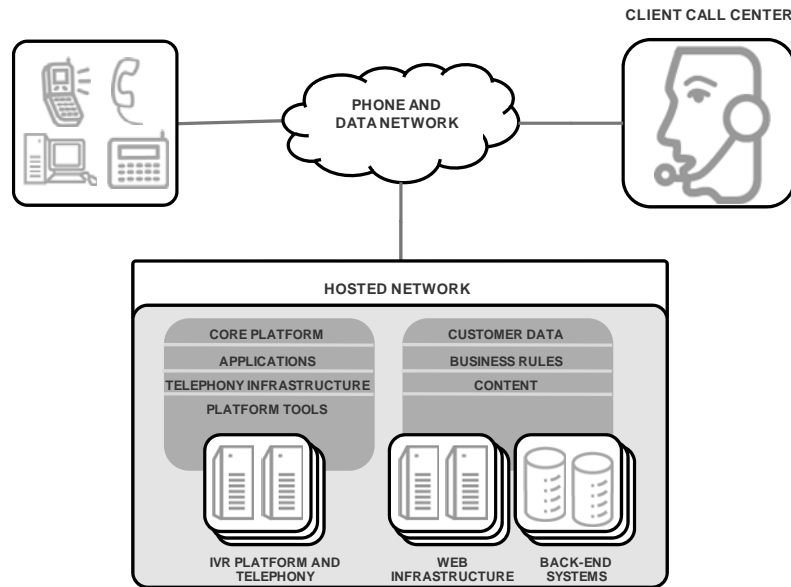 CLIENT CALL CENTER
PHONE AND
DATA NETWORK
HOSTED NETWORK
CORE PLATFORM
APPLICATIONS
TELEPHONY INFRASTRUCTURE
PLATFORM TOOLS
CUSTOMER DATA
BUSINESS RULES
CONTENT
IVR PLATFORM AND
TELEPHONY
WEB
INFRASTRUCTURE
BACK-END
SYSTEMS